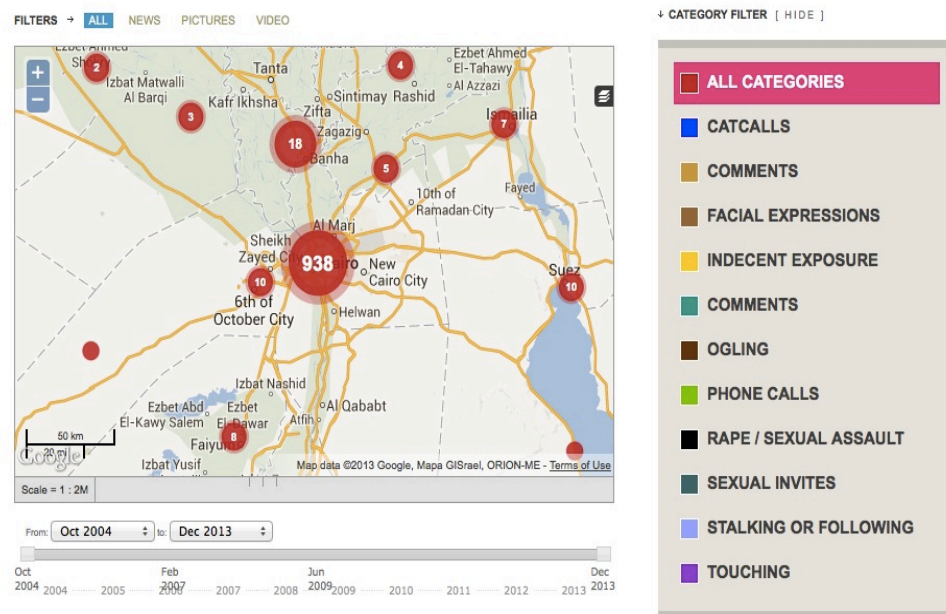 FILTERS → ALL NEWS PICTURES VIDEO
↓ CATEGORY FILTER [ HIDE ]
+
−
Ezbet Ahmed
2
Izbat Matwalli
Al Barqi
Tanta
4
Ezbet Ahmed
El-Tahawy
Al Azzazi
Kafr Ikhsha
Sintimay Rashid
Zifta
3
Ismailia
7
Zagazig
18
Banha
5
10th of
Ramadan City
Fayed
Al Marj
Sheikh
Zayed City
938
New
Cairo City
Suez
10
10
6th of
October City
Helwan
Izbat Nashid
Ezbet Abd
El-Kawy Salem
Ezbet
El-Dawar
Al Qababt
Atfih
8
Faiyum
50 km
20 mi
Google
Izbat Yusif
Map data ©2013 Google, Mapa GISrael, ORION-ME - Terms of Use
Scale = 1 : 2M
From: Oct 2004 to: Dec 2013
Oct
2004
Feb
2007
Jun
2009
Dec
2013
2004 2005 2007 2008 2009 2010 2011 2012 2013
ALL CATEGORIES
CATCALLS
COMMENTS
FACIAL EXPRESSIONS
INDECENT EXPOSURE
COMMENTS
OGLING
PHONE CALLS
RAPE / SEXUAL ASSAULT
SEXUAL INVITES
STALKING OR FOLLOWING
TOUCHING